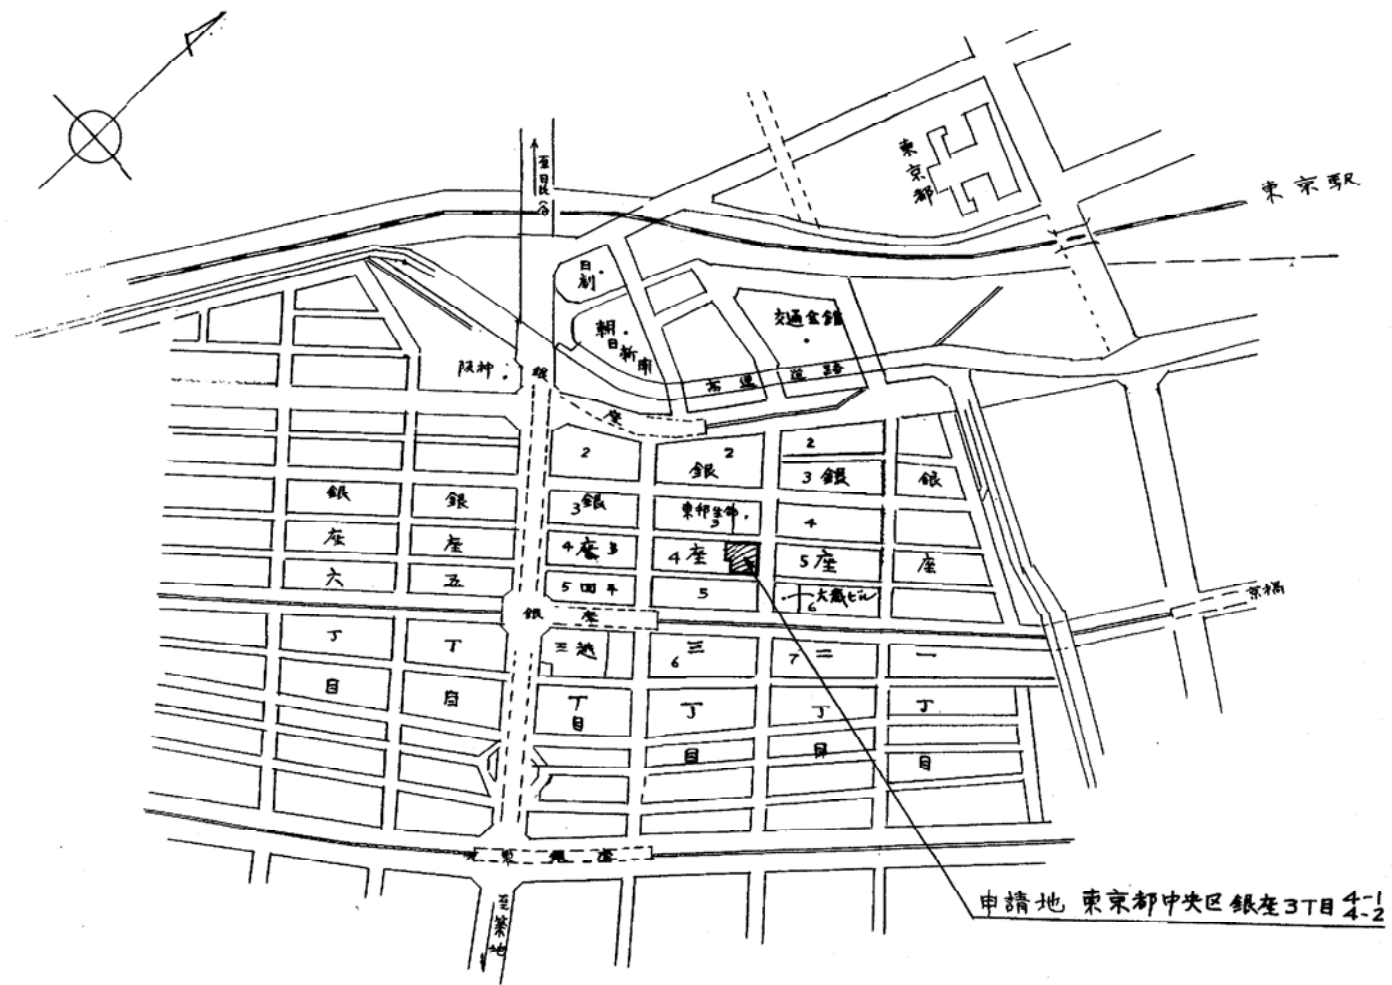 至日比谷
東京都
東京駅
日劇
朝日新聞
交通会館
高速道路
阪神
銀座
2
2
銀
2
3銀
銀
銀
銀
3銀
3
4
座
座
4座
4座
5座
座
六
五
5四
5
6
大蔵ビル
京橋
銀座
丁
丁
三越
6三
7二
一
目
目
丁目
丁
丁
丁
目
目
目
東銀座
至築地
申請地 東京都中央区銀座3丁目 4-1
4-2